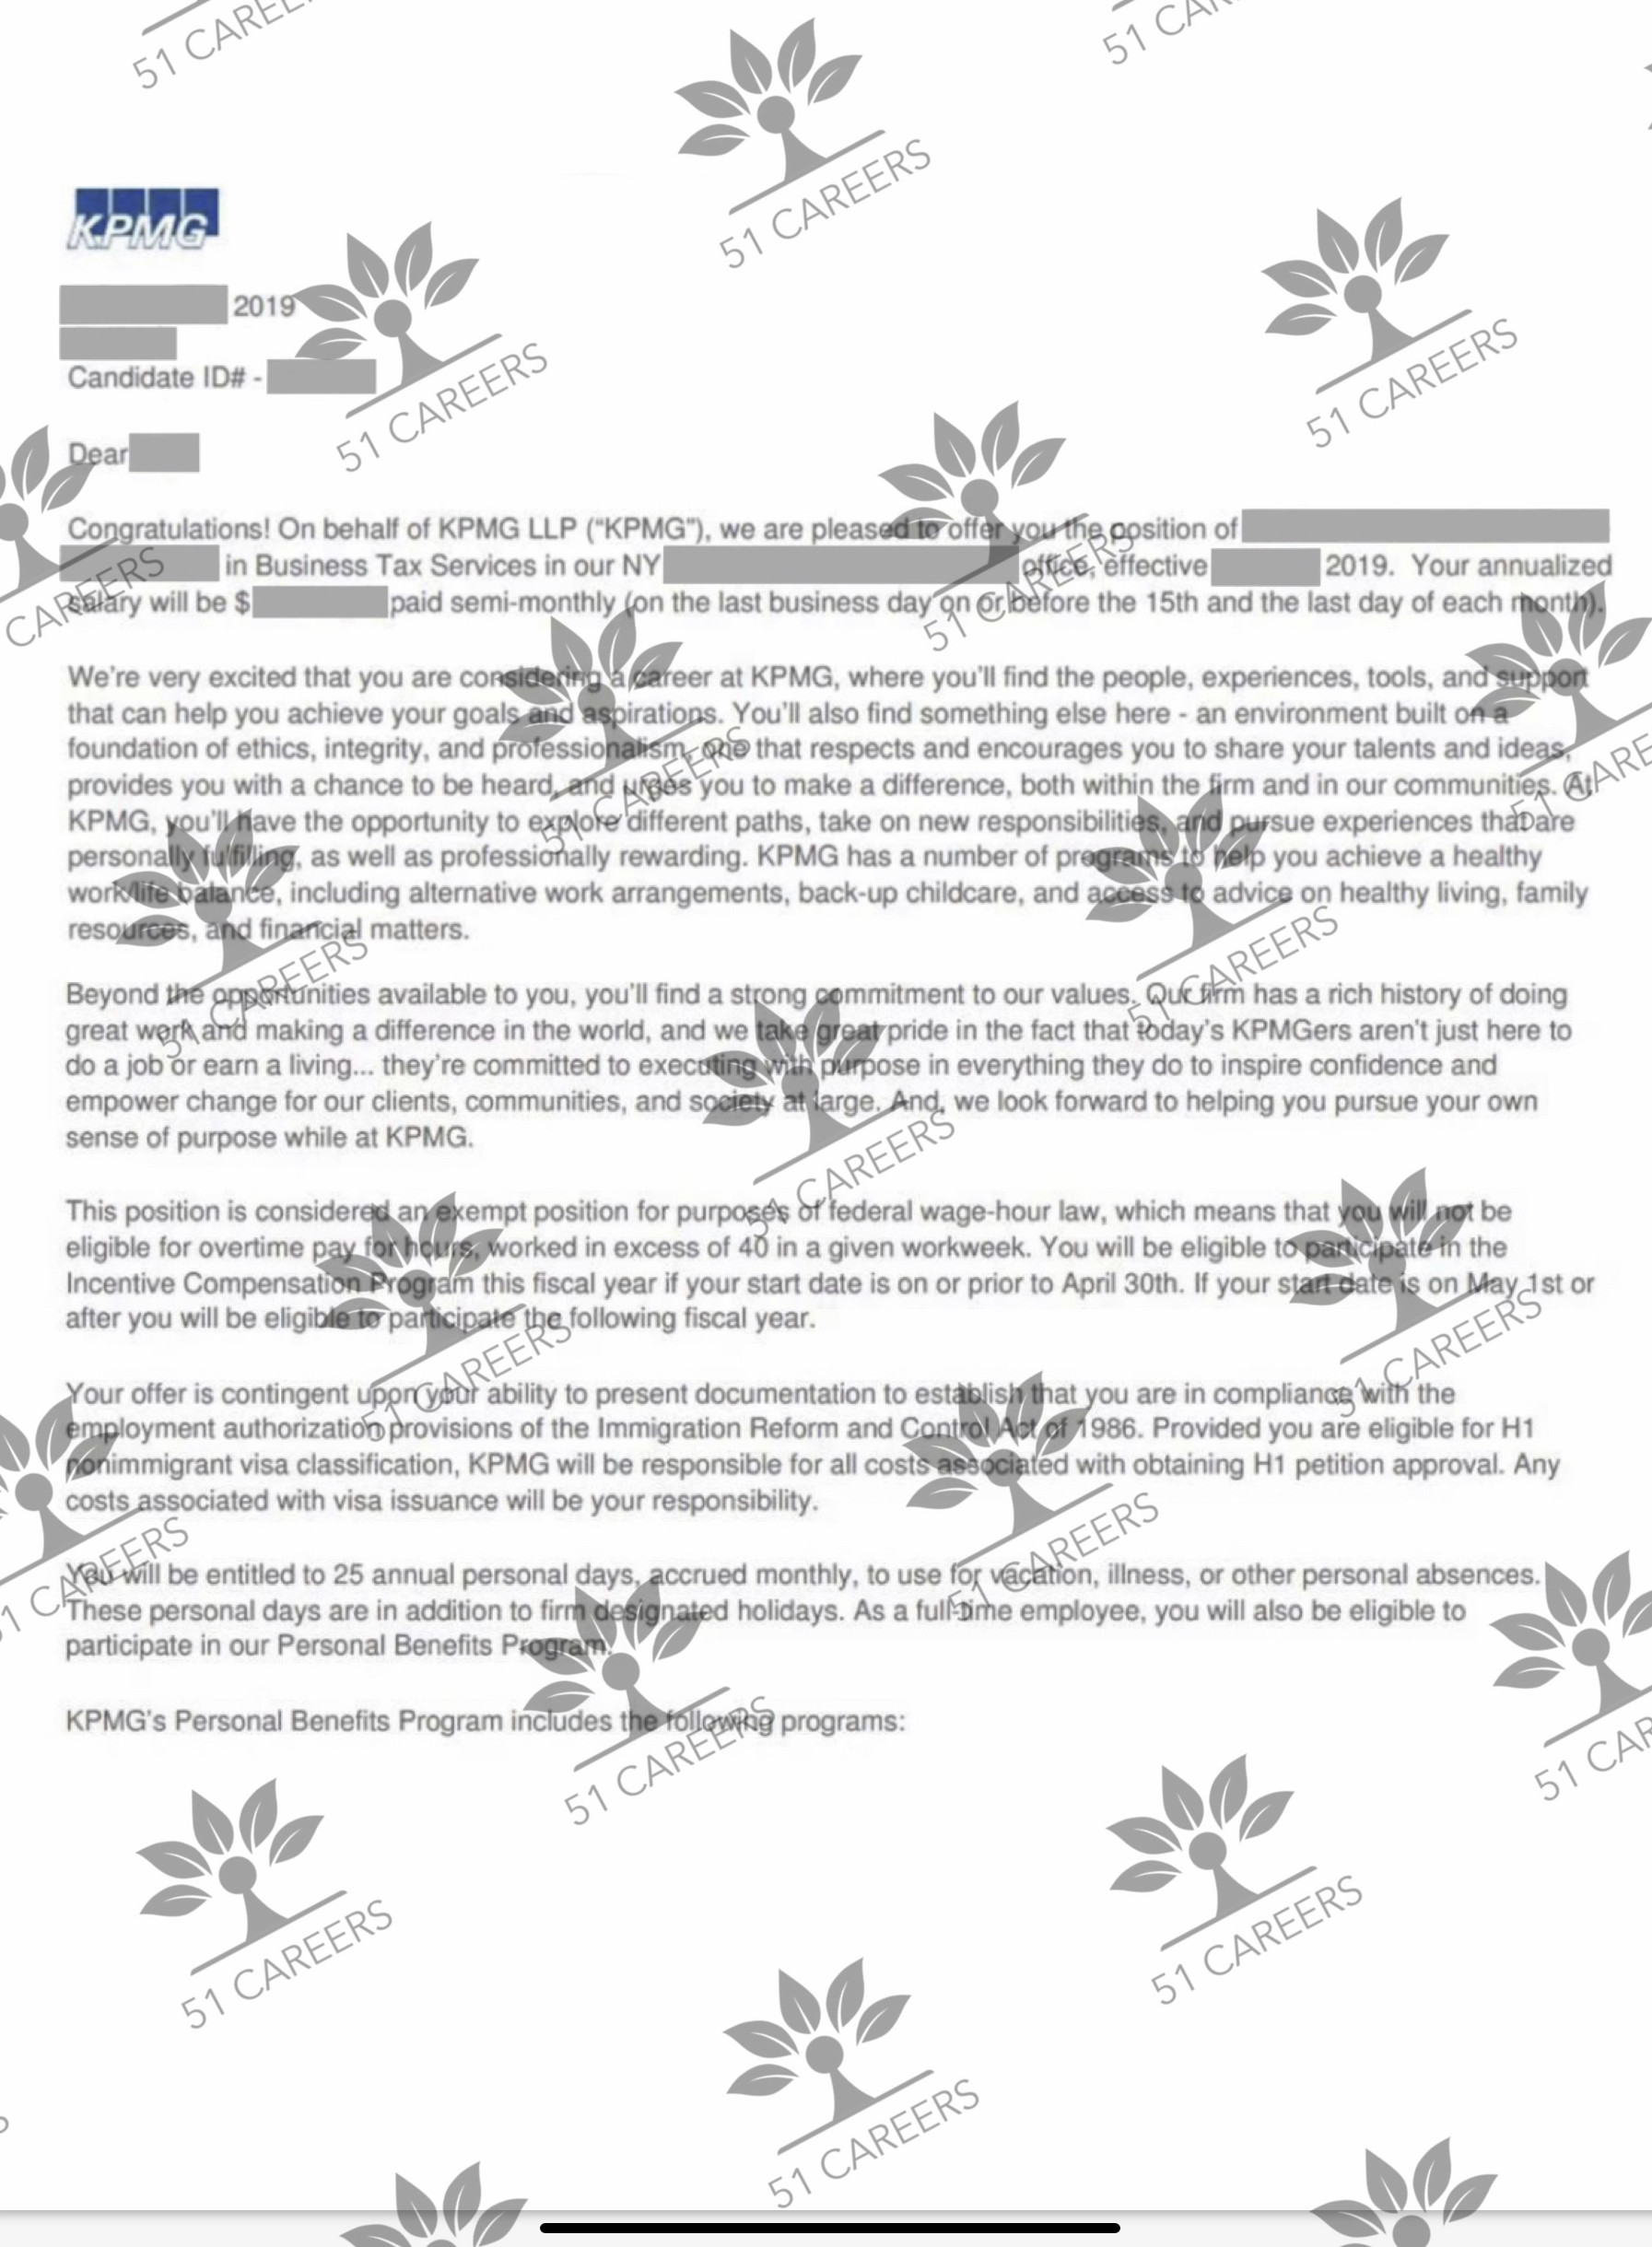 KPMG
2019
Candidate ID# -
Dear
Congratulations! On behalf of KPMG LLP (“KPMG”), we are pleased to offer you the position of
in Business Tax Services in our NY office, effective 2019. Your annualized
salary will be $ paid semi-monthly (on the last business day on or before the 15th and the last day of each month).
We’re very excited that you are considering a career at KPMG, where you’ll find the people, experiences, tools, and support
that can help you achieve your goals and aspirations. You’ll also find something else here - an environment built on a
foundation of ethics, integrity, and professionalism, one that respects and encourages you to share your talents and ideas,
provides you with a chance to be heard, and urges you to make a difference, both within the firm and in our communities. At
KPMG, you’ll have the opportunity to explore different paths, take on new responsibilities, and pursue experiences that are
personally fulfilling, as well as professionally rewarding. KPMG has a number of programs to help you achieve a healthy
work/life balance, including alternative work arrangements, back-up childcare, and access to advice on healthy living, family
resources, and financial matters.
Beyond the opportunities available to you, you’ll find a strong commitment to our values. Our firm has a rich history of doing
great work and making a difference in the world, and we take great pride in the fact that today’s KPMGers aren’t just here to
do a job or earn a living... they’re committed to executing with purpose in everything they do to inspire confidence and
empower change for our clients, communities, and society at large. And, we look forward to helping you pursue your own
sense of purpose while at KPMG.
This position is considered an exempt position for purposes of federal wage-hour law, which means that you will not be
eligible for overtime pay for hours, worked in excess of 40 in a given workweek. You will be eligible to participate in the
Incentive Compensation Program this fiscal year if your start date is on or prior to April 30th. If your start date is on May 1st or
after you will be eligible to participate the following fiscal year.
Your offer is contingent upon your ability to present documentation to establish that you are in compliance with the
employment authorization provisions of the Immigration Reform and Control Act of 1986. Provided you are eligible for H1
nonimmigrant visa classification, KPMG will be responsible for all costs associated with obtaining H1 petition approval. Any
costs associated with visa issuance will be your responsibility.
You will be entitled to 25 annual personal days, accrued monthly, to use for vacation, illness, or other personal absences.
These personal days are in addition to firm designated holidays. As a full-time employee, you will also be eligible to
participate in our Personal Benefits Program.
KPMG’s Personal Benefits Program includes the following programs:
51 CAREERS